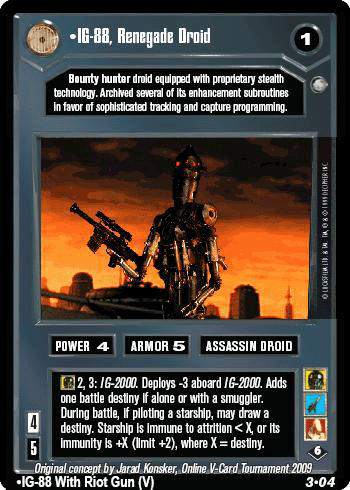 •IG-88, Renegade Droid
1
Bounty hunter droid equipped with proprietary stealth
technology. Archived several of its enhancement subroutines
in favor of sophisticated tracking and capture programming.
POWER 4
ARMOR 5
ASSASSIN DROID
2, 3: IG-2000. Deploys -3 aboard IG-2000. Adds
one battle destiny if alone or with a smuggler.
During battle, if piloting a starship, may draw a
destiny. Starship is immune to attrition < X, or its
immunity is +X (limit +2), where X = destiny.
4
5
6
Original concept by Jarad Konsker, Online V-Card Tournament 2009
•IG-88 With Riot Gun (V)
3•04